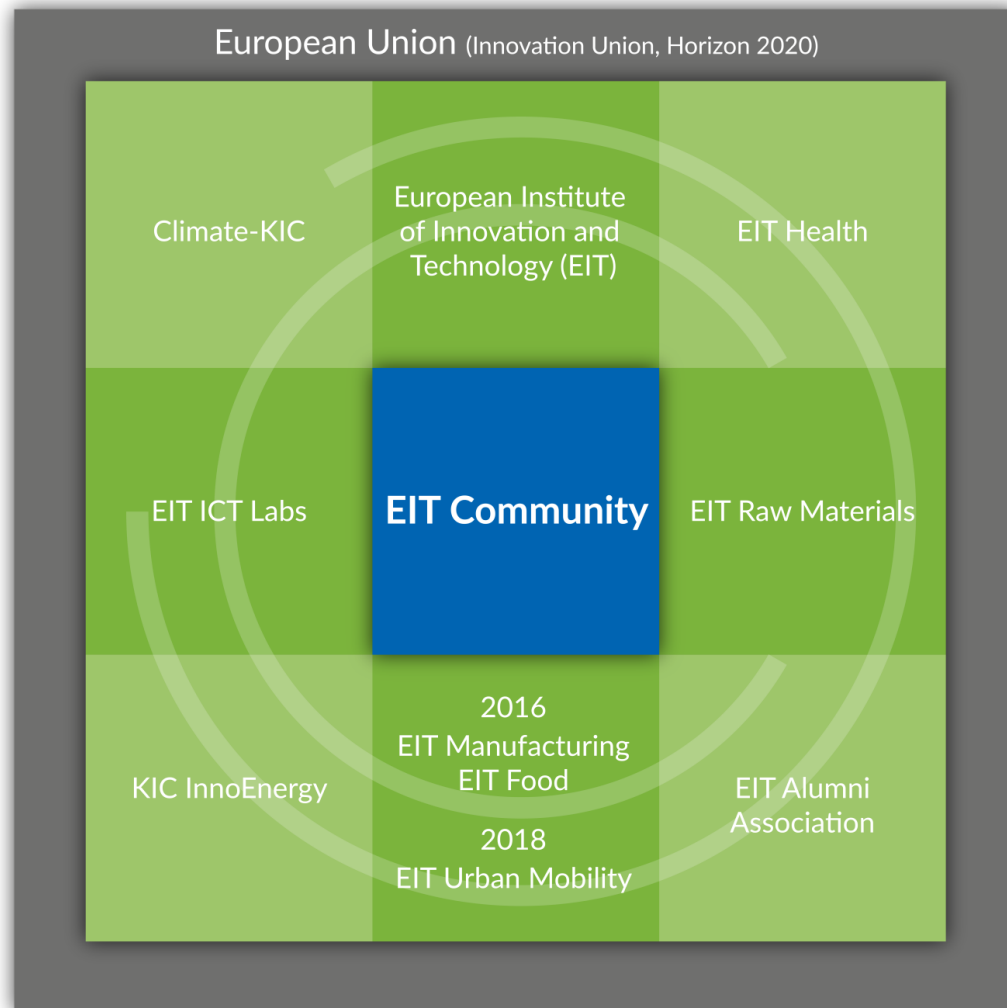 European Union (Innovation Union, Horizon 2020)
Climate-KIC
European Institute
of Innovation and
Technology (EIT)
EIT Health
EIT ICT Labs
EIT Community
EIT Raw Materials
KIC InnoEnergy
2016
EIT Manufacturing
EIT Food
2018
EIT Urban Mobility
EIT Alumni
Association